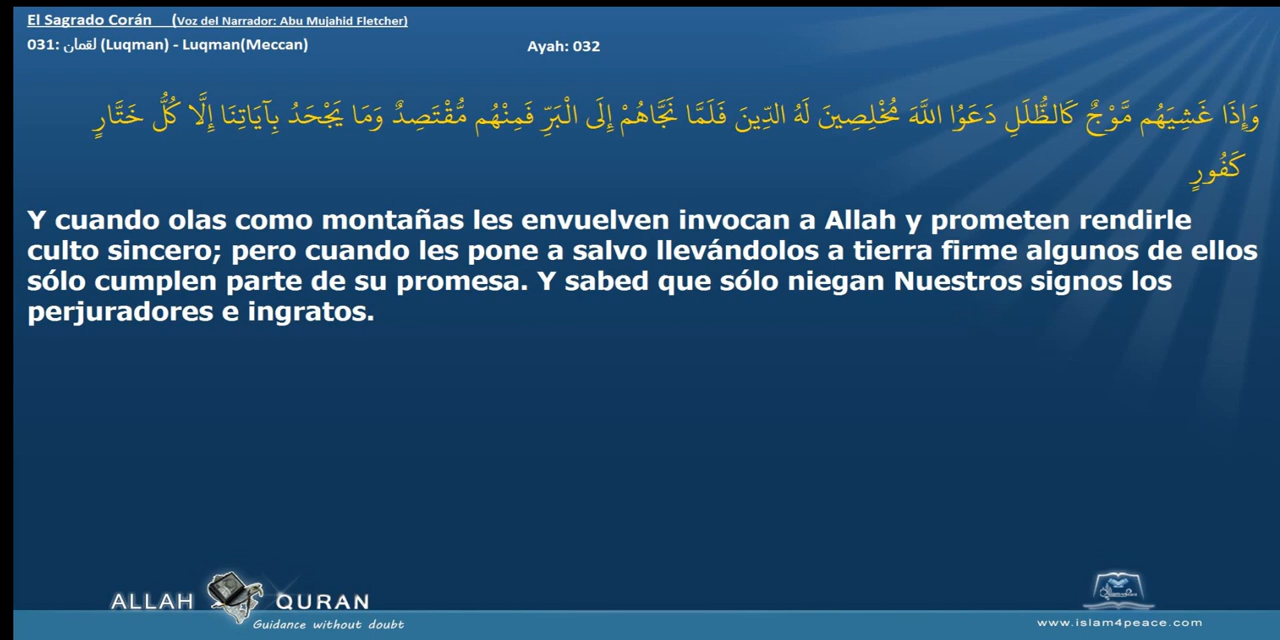 El Sagrado Corán (Voz del Narrador: Abu Mujahid Fletcher)
031: لقمان (Luqman) - Luqman(Meccan) Ayah: 032
وَإِذَا غَشِيَهُم مَّوْجٌ كَالظُّلَلِ دَعَوُا اللَّهَ مُخْلِصِينَ لَهُ الدِّينَ فَلَمَّا نَجَّاهُمْ إِلَى الْبَرِّ فَمِنْهُم مُّقْتَصِدٌ وَمَا يَجْحَدُ بِآيَاتِنَا إِلَّا كُلُّ خَتَّارٍ
كَفُورٍ
Y cuando olas como montañas les envuelven invocan a Allah y prometen rendirle
culto sincero; pero cuando les pone a salvo llevándolos a tierra firme algunos de ellos
sólo cumplen parte de su promesa. Y sabed que sólo niegan Nuestros signos los
perjuradores e ingratos.
ALLAH QURAN
Guidance without doubt
www.islam4peace.com